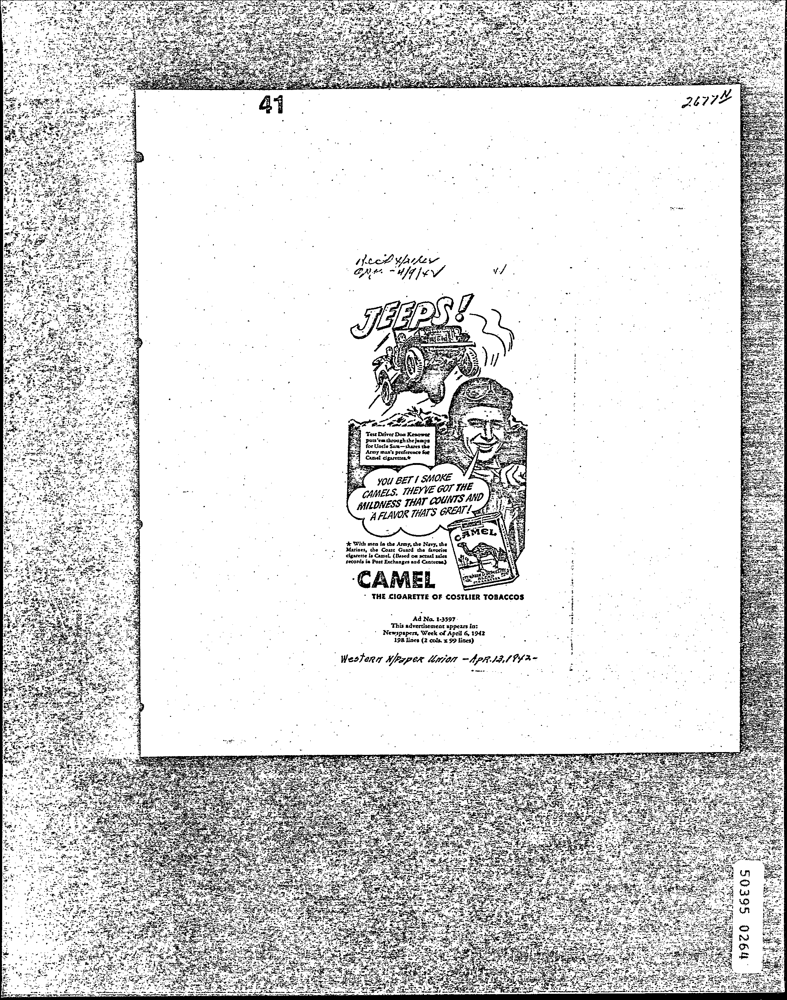 41
2677N
4/9/42
JEEPS!
Test Driver Don Kenower
puts 'em through the jumps
for Uncle Sam—shares the
Army man's preference for
Camel cigarettes.★
YOU BET I SMOKE
CAMELS. THEY'VE GOT THE
MILDNESS THAT COUNTS AND
A FLAVOR THAT'S GREAT!
CAMEL
★ With men in the Army, the Navy, the
Marines, the Coast Guard the favorite
cigarette is Camel. (Based on actual sales
records in Post Exchanges and Canteens.)
CAMEL
THE CIGARETTE OF COSTLIER TOBACCOS
Ad No. 1-3597
This advertisement appears in:
Newspapers, Week of April 6, 1942
198 lines (2 cols. x 99 lines)
Western N/Paper Union - Apr. 12, 1942-
50395 0264